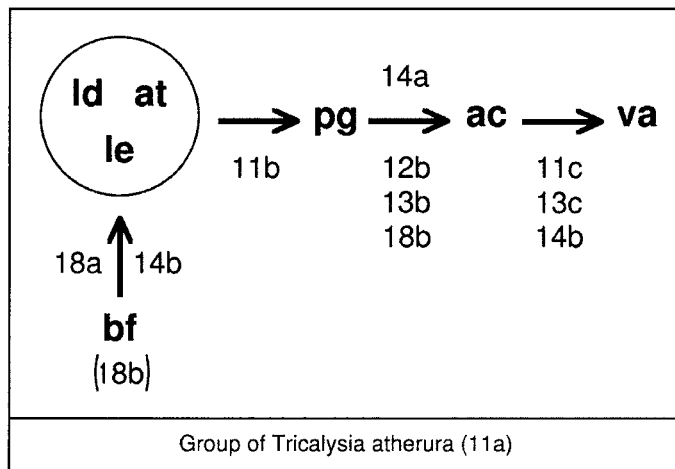 14a
ld at
pg ac va
le
11b 12b 11c
13b 13c
18b 14b
18a 14b
bf
(18b)
Group of Tricalysia atherura (11a)